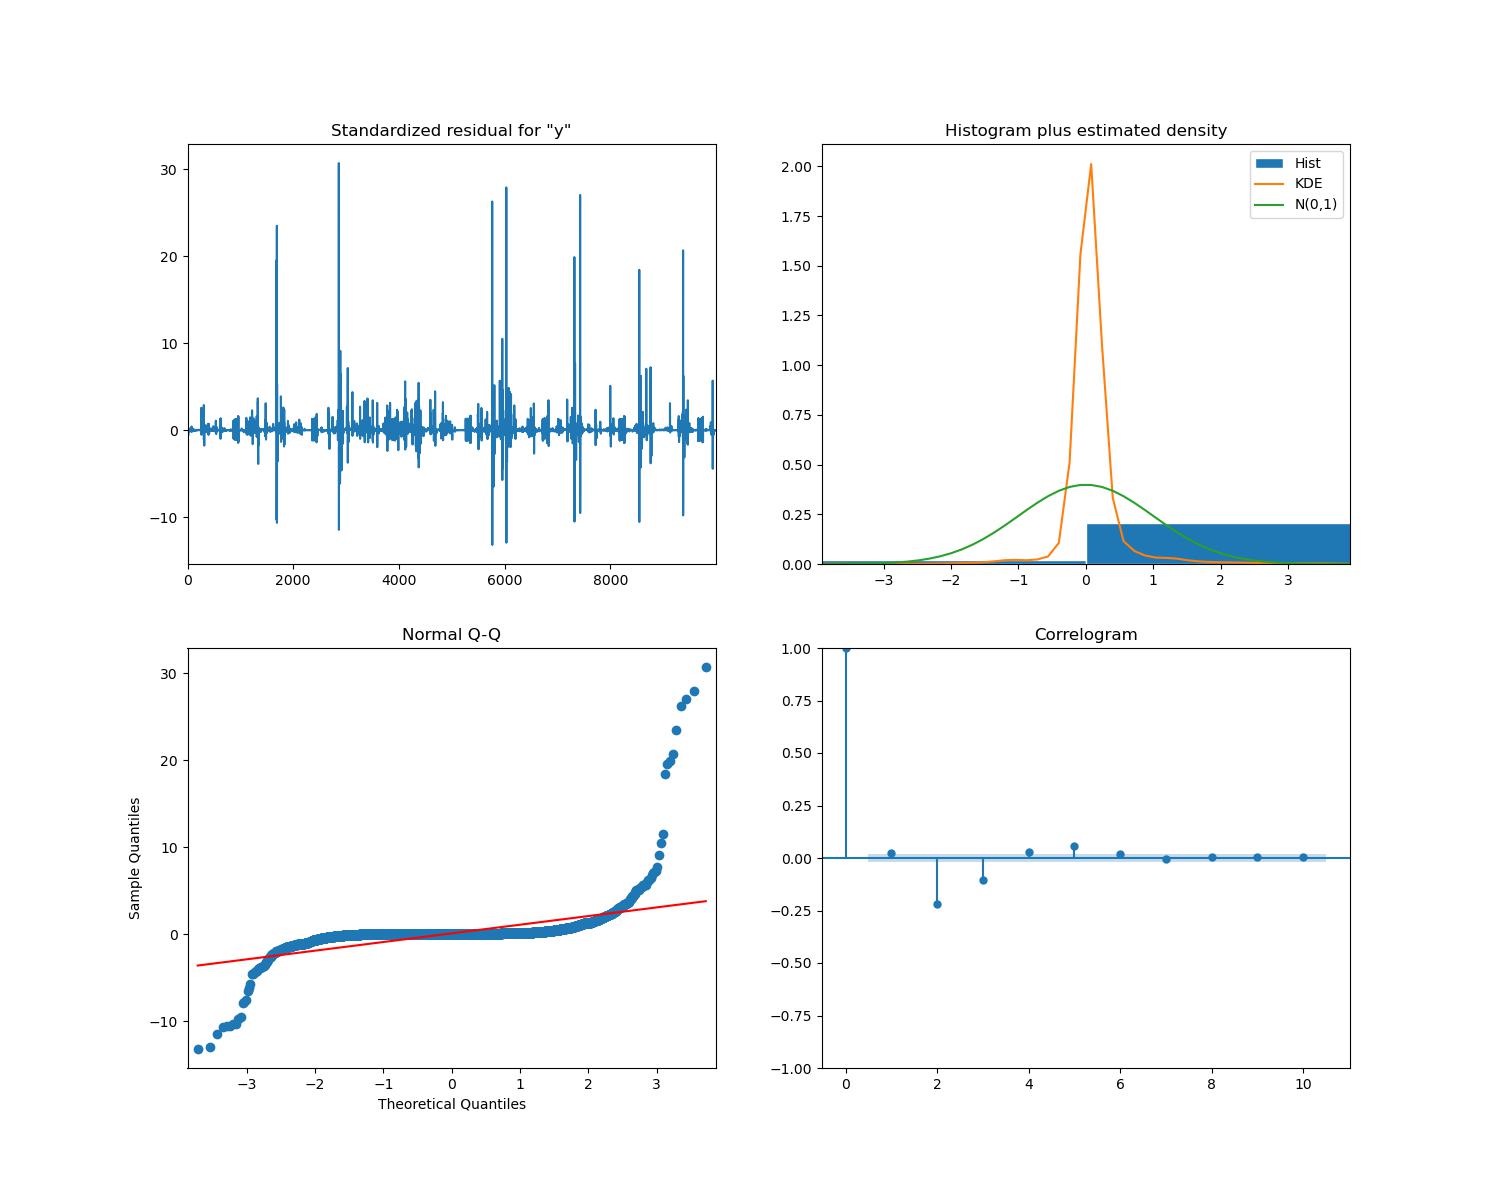 Standardized residual for "y"
30
20
10
0
−10
0 2000 4000 6000 8000
Histogram plus estimated density
2.00
1.75
1.50
1.25
1.00
0.75
0.50
0.25
0.00
Hist
KDE
N(0,1)
−3 −2 −1 0 1 2 3
Normal Q-Q
Sample Quantiles
30
20
10
0
−10
−3 −2 −1 0 1 2 3
Theoretical Quantiles
Correlogram
1.00
0.75
0.50
0.25
0.00
−0.25
−0.50
−0.75
−1.00
0 2 4 6 8 10